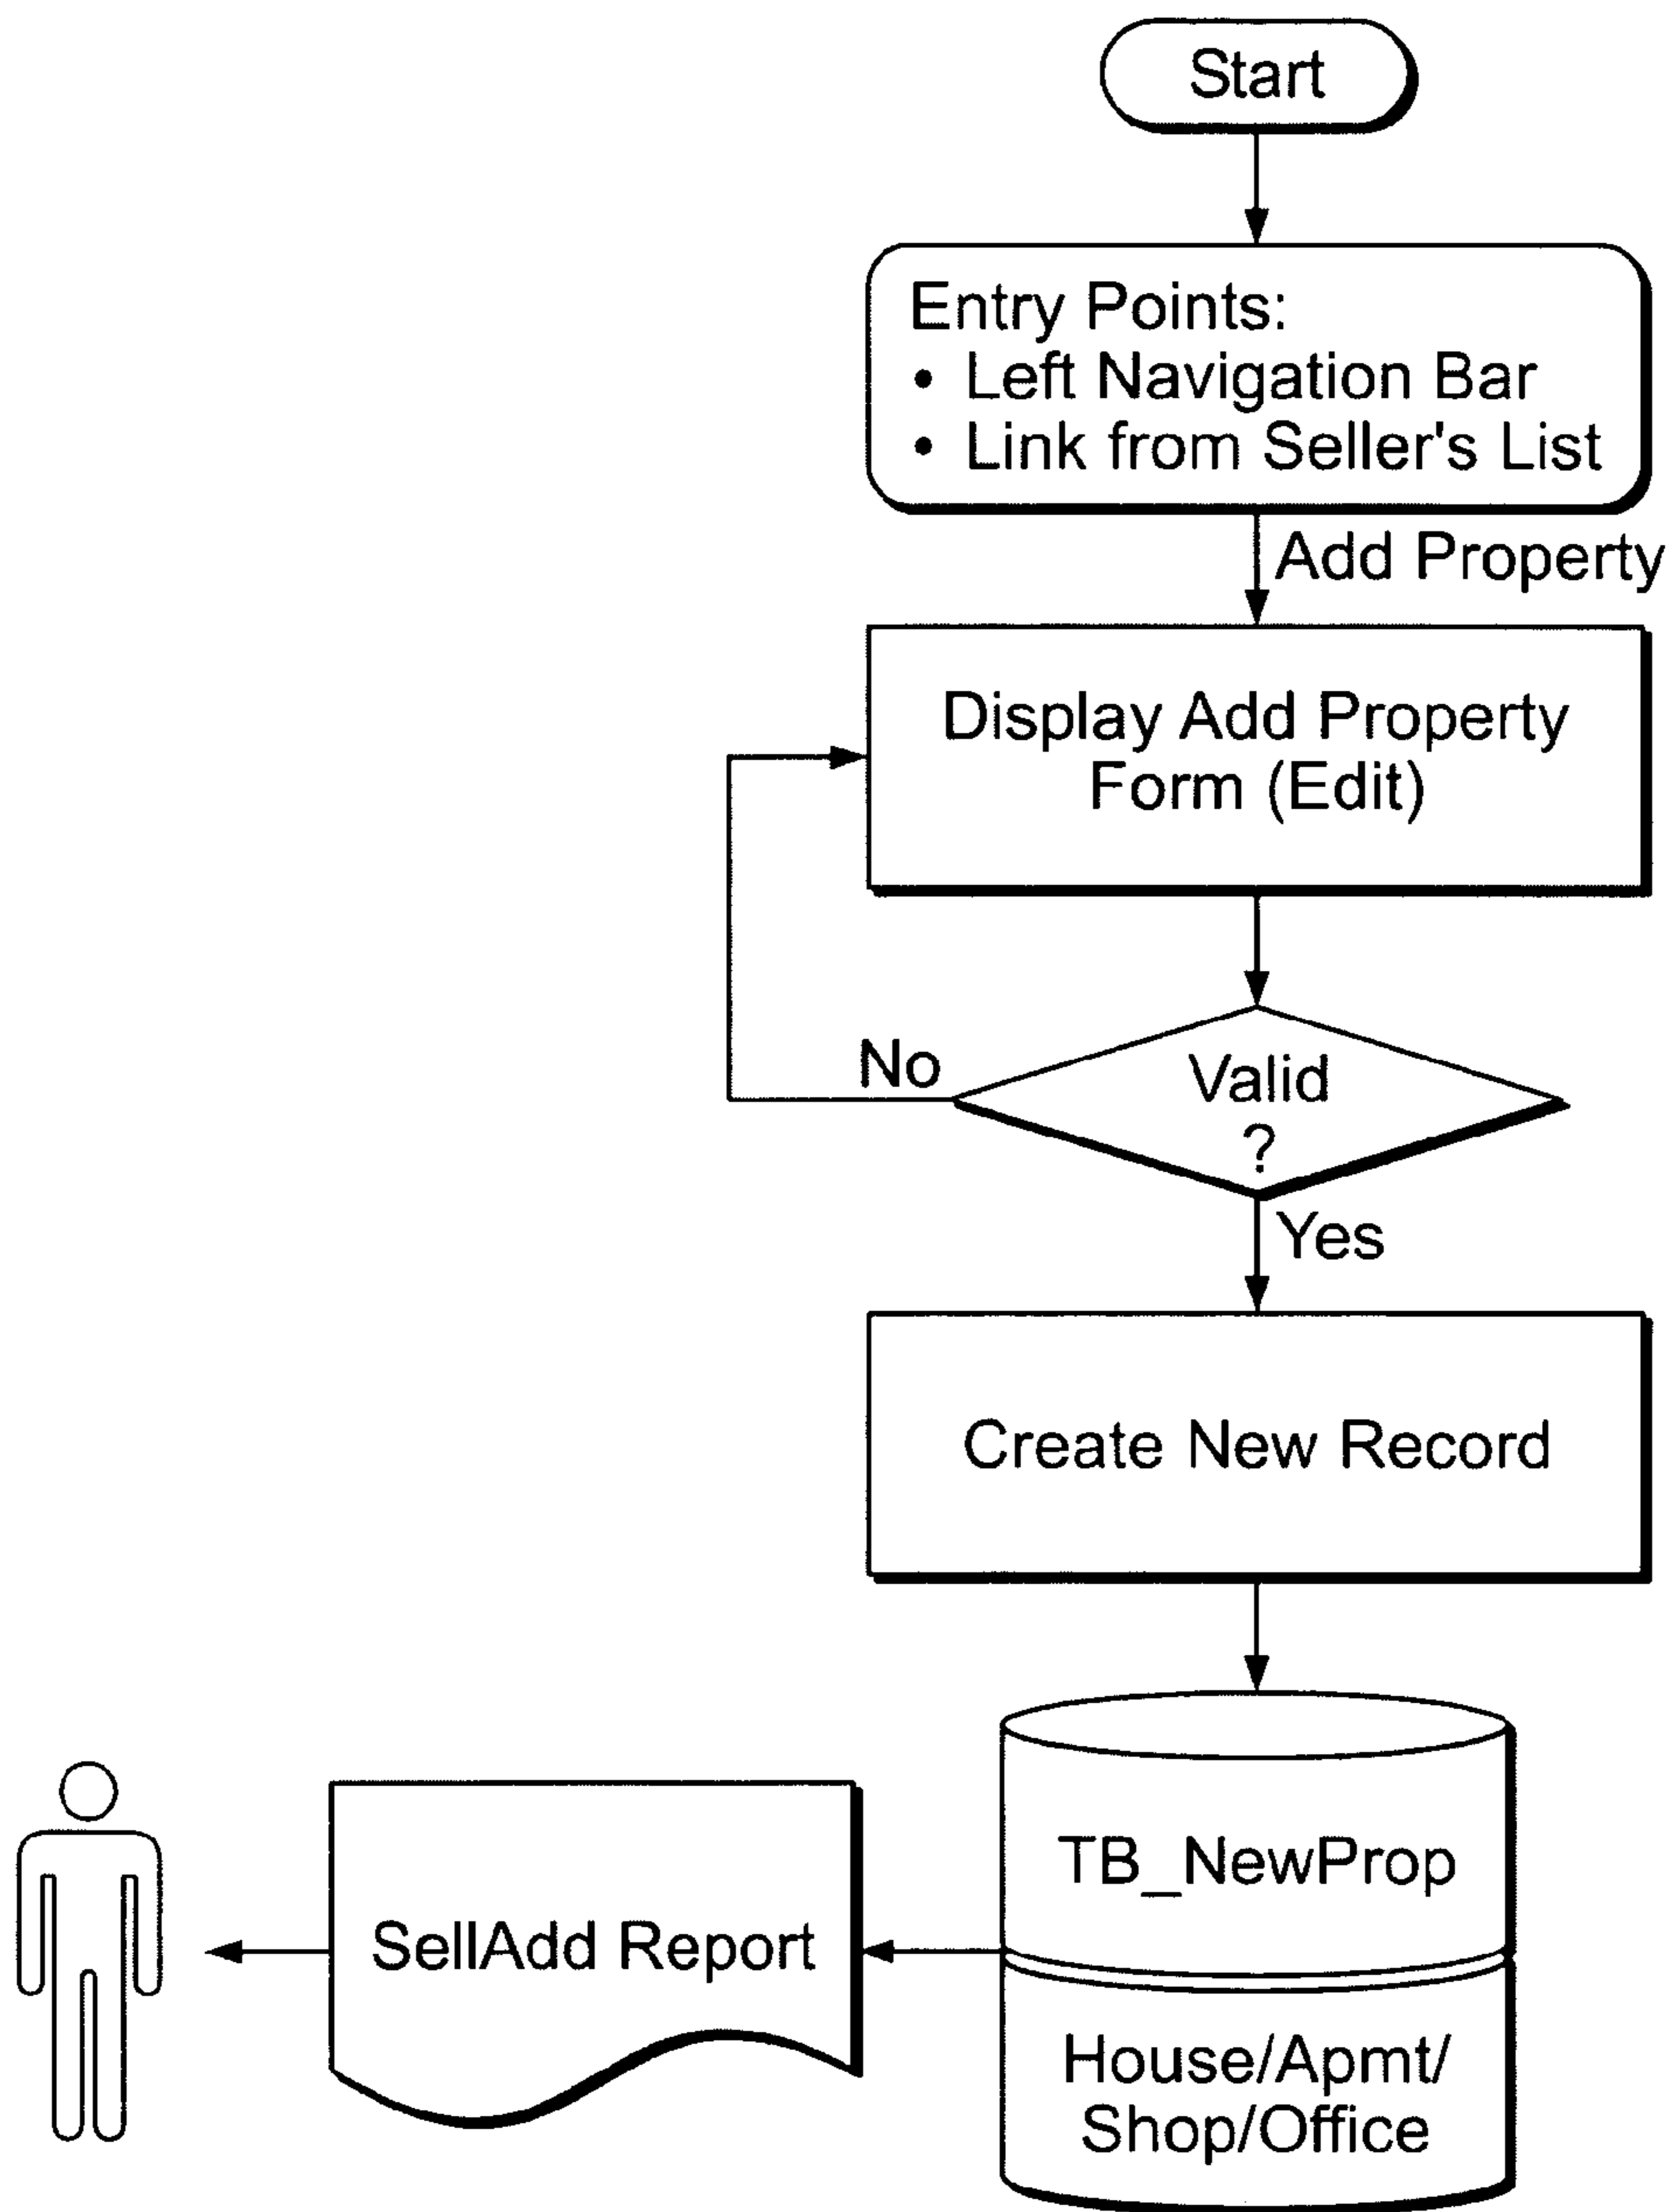 Start
Entry Points:
• Left Navigation Bar
• Link from Seller's List
Add Property
Display Add Property
Form (Edit)
No
Valid
?
Yes
Create New Record
TB_NewProp
SellAdd Report
House/Apmt/
Shop/Office